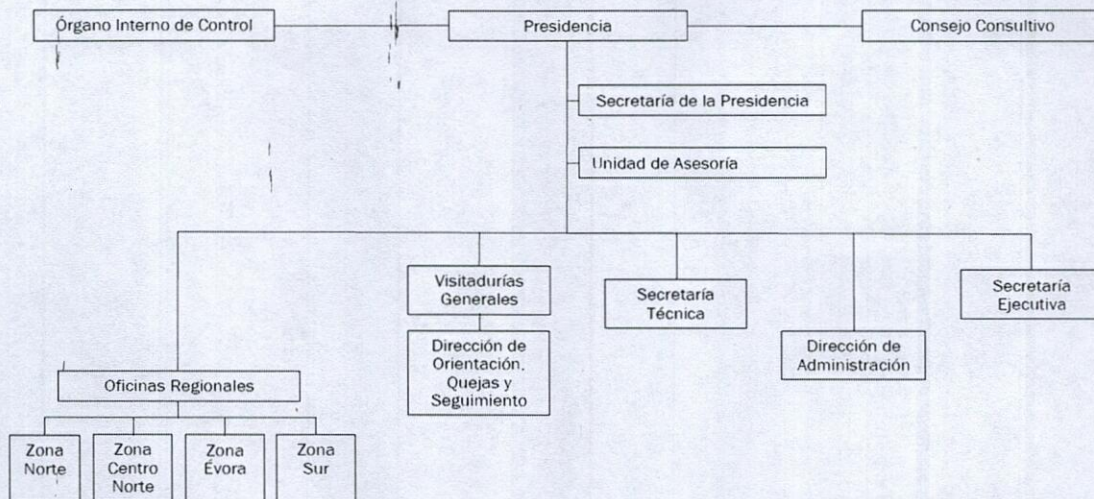 Órgano Interno de Control
Presidencia
Consejo Consultivo
Secretaría de la Presidencia
Unidad de Asesoría
Visitadurías
Generales
Secretaría
Técnica
Secretaría
Ejecutiva
Dirección de
Orientación,
Quejas y
Seguimiento
Dirección de
Administración
Oficinas Regionales
Zona
Norte
Zona
Centro
Norte
Zona
Évora
Zona
Sur